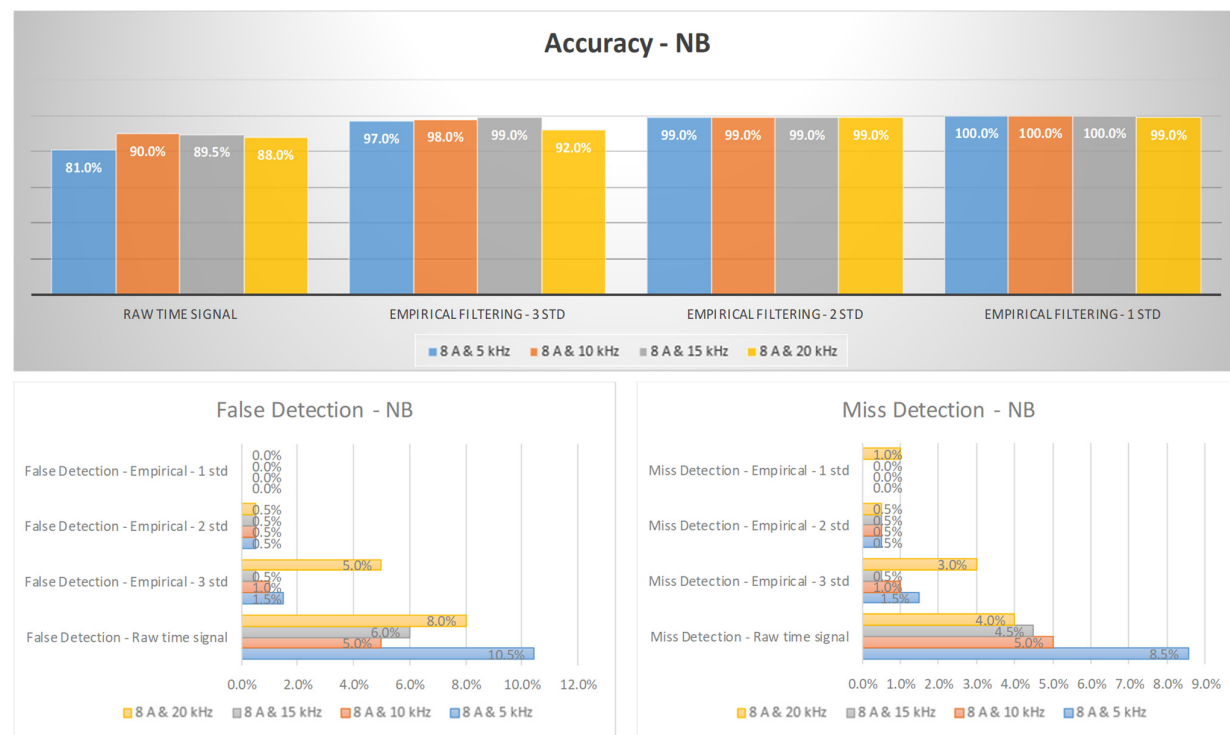 Accuracy - NB
81.0% 90.0% 89.5% 88.0% 97.0% 98.0% 99.0% 92.0% 99.0% 99.0% 99.0% 99.0% 100.0% 100.0% 100.0% 99.0%
RAW TIME SIGNAL EMPIRICAL FILTERING - 3 STD EMPIRICAL FILTERING - 2 STD EMPIRICAL FILTERING - 1 STD
8 A & 5 kHz 8 A & 10 kHz 8 A & 15 kHz 8 A & 20 kHz
False Detection - NB
False Detection - Empirical - 1 std
0.0%
0.0%
0.0%
0.0%
False Detection - Empirical - 2 std
0.5%
0.5%
0.5%
0.5%
False Detection - Empirical - 3 std
5.0%
0.5%
1.0%
1.5%
False Detection - Raw time signal
8.0%
6.0%
5.0%
10.5%
0.0% 2.0% 4.0% 6.0% 8.0% 10.0% 12.0%
8 A & 20 kHz 8 A & 15 kHz 8 A & 10 kHz 8 A & 5 kHz
Miss Detection - NB
Miss Detection - Empirical - 1 std
1.0%
0.0%
0.0%
0.0%
Miss Detection - Empirical - 2 std
0.5%
0.5%
0.5%
0.5%
Miss Detection - Empirical - 3 std
3.0%
0.5%
1.0%
1.5%
Miss Detection - Raw time signal
4.0%
4.5%
5.0%
8.5%
0.0% 1.0% 2.0% 3.0% 4.0% 5.0% 6.0% 7.0% 8.0% 9.0%
8 A & 20 kHz 8 A & 15 kHz 8 A & 10 kHz 8 A & 5 kHz